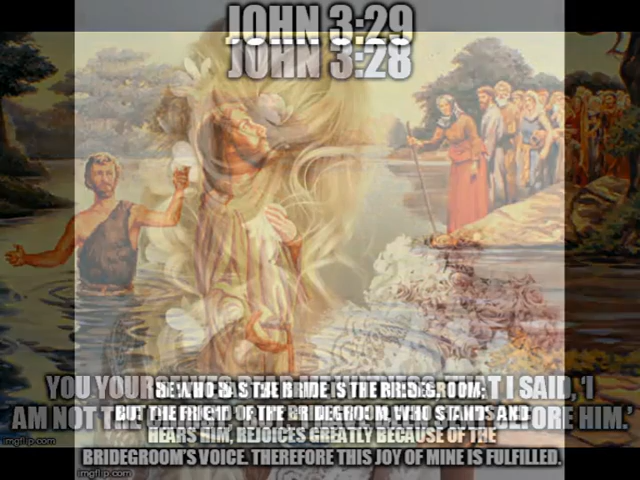 JOHN 3:29
JOHN 3:28
YOU YOURS T I SAID, 'I
HE WHO HAS THE BRIDE IS THE BRIDEGROOM;
AM NOT THE ORE HIM.'
BUT THE FRIEND OF THE BRIDEGROOM, WHO STANDS AND
HEARS HIM, REJOICES GREATLY BECAUSE OF THE
BRIDEGROOM'S VOICE. THEREFORE THIS JOY OF MINE IS FULFILLED.
imgflip.com
imgflip.com